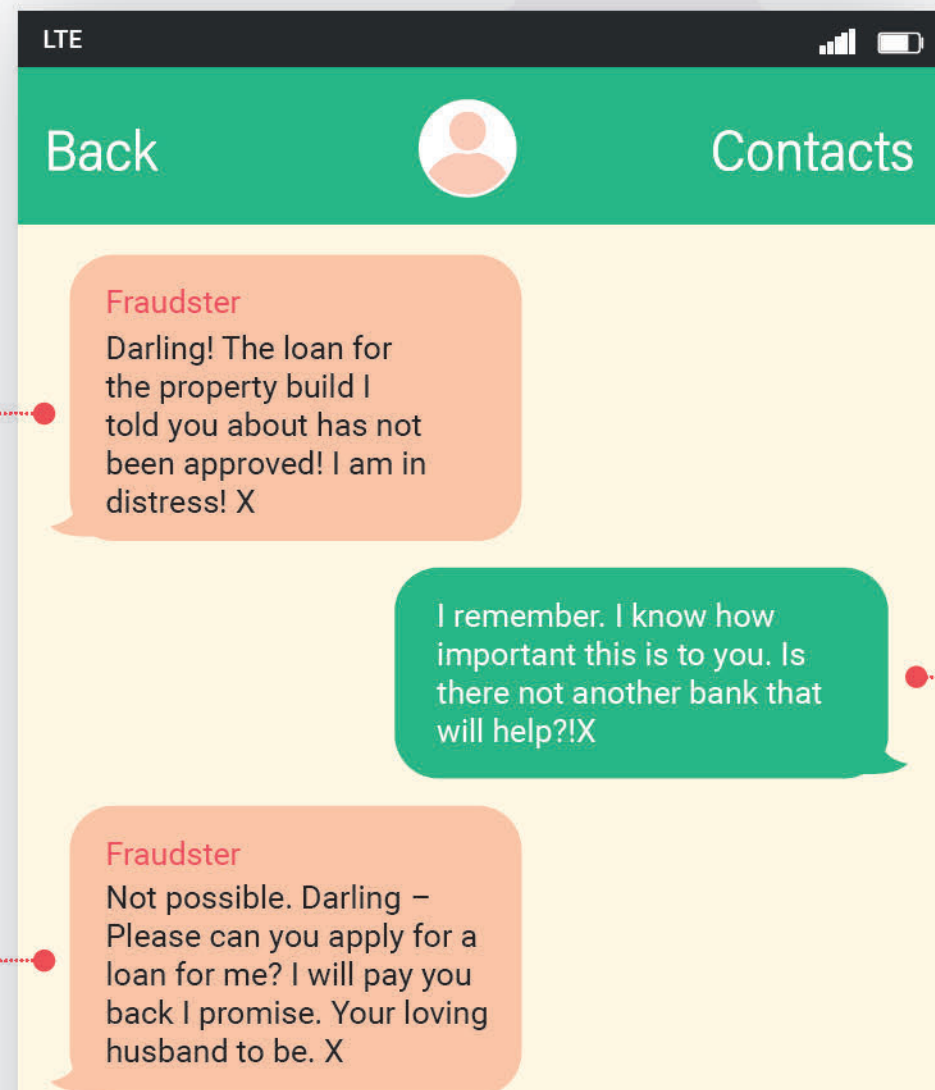 LTE
Back
Contacts
Fraudster
Darling! The loan for
the property build I
told you about has not
been approved! I am in
distress! X
I remember. I know how
important this is to you. Is
there not another bank that
will help?!X
Fraudster
Not possible. Darling –
Please can you apply for a
loan for me? I will pay you
back I promise. Your loving
husband to be. X